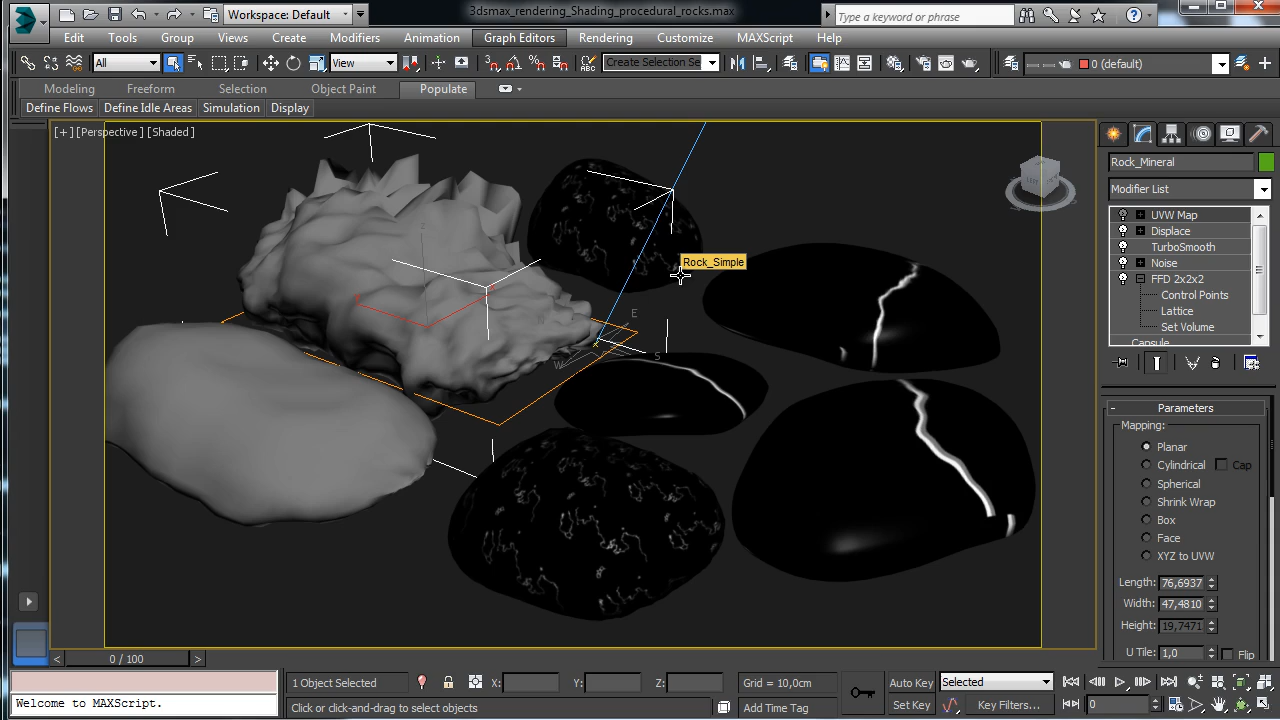 3dsmax_rendering_Shading_procedural_rocks.max
Workspace: Default
Type a keyword or phrase
Edit Tools Group Views Create Modifiers Animation Graph Editors Rendering Customize MAXScript Help
All View Create Selection Se 0 (default)
Modeling Freeform Selection Object Paint Populate
Define Flows Define Idle Areas Simulation Display
[+] [Perspective ] [Shaded ]
Rock_Mineral
Modifier List
UVW Map
Displace
TurboSmooth
Noise
FFD 2x2x2
Control Points
Lattice
Set Volume
Capsule
Rock_Simple
Z
E
S
W
- Parameters
Mapping:
Planar
Cylindrical Cap
Spherical
Shrink Wrap
Box
Face
XYZ to UVW
Length: 76,6937
Width: 47,4810
Height: 19,7471
U Tile: 1,0 Flip
< 0 / 100 >
1 Object Selected X: Y: Z: Grid = 10,0cm Auto Key Selected
Welcome to MAXScript. Click or click-and-drag to select objects Add Time Tag Set Key Key Filters... 0